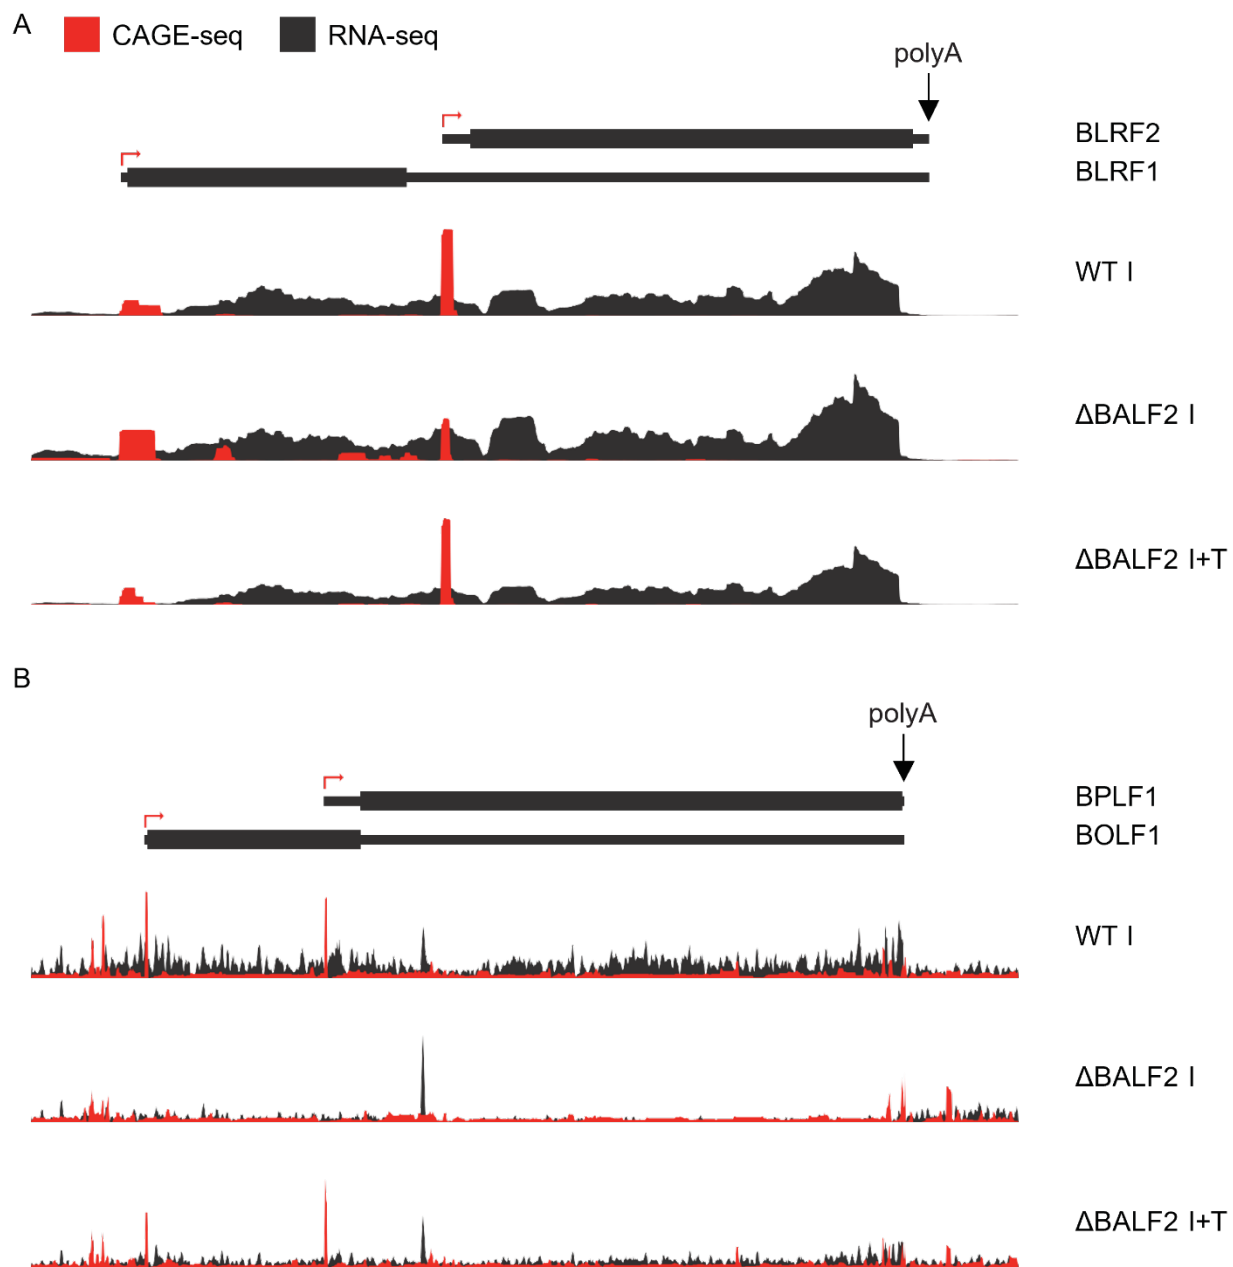 A
CAGE-seq
RNA-seq
polyA
BLRF2
BLRF1
WT I
ΔBALF2 I
ΔBALF2 I+T
B
polyA
BPLF1
BOLF1
WT I
ΔBALF2 I
ΔBALF2 I+T